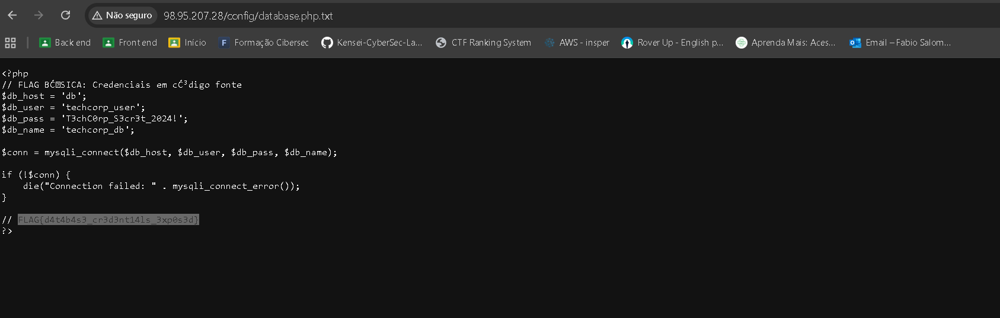 Não seguro
98.95.207.28/config/database.php.txt
Back end
Front end
Início
F
Formação Cibersec
Kensei-CyberSec-La...
CTF Ranking System
AWS - insper
Rover Up - English p...
Aprenda Mais: Aces...
Email – Fabio Salom...
<?php
// FLAG BĆ⍰SICA: Credenciais em cĆ³digo fonte
$db_host = 'db';
$db_user = 'techcorp_user';
$db_pass = 'T3chC0rp_S3cr3t_2024!';
$db_name = 'techcorp_db';
$conn = mysqli_connect($db_host, $db_user, $db_pass, $db_name);
if (!$conn) {
    die("Connection failed: " . mysqli_connect_error());
}
// FLAG{d4t4b4s3_cr3d3nt14ls_3xp0s3d}
?>